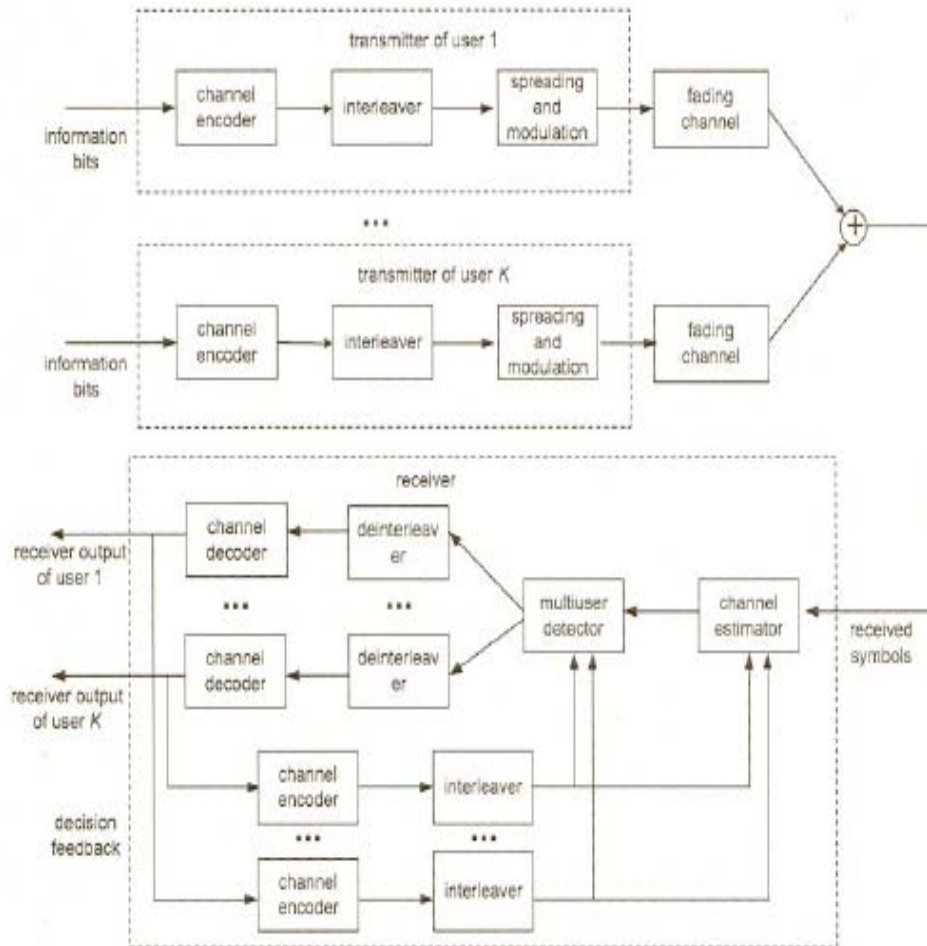 transmitter of user 1
channel
encoder
interleaver
spreading
and
modulation
fading
channel
information
bits
...
transmitter of user K
channel
encoder
interleaver
spreading
and
modulation
fading
channel
information
bits
receiver
channel
decoder
deinterleav
er
receiver output
of user 1
...
...
multiuser
detector
channel
estimator
received
symbols
channel
decoder
deinterleav
er
receiver output
of user K
channel
encoder
interleaver
decision
feedback
...
...
channel
encoder
interleaver